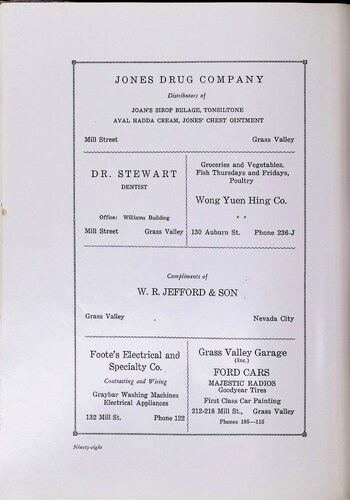 JONES DRUG COMPANY
Distributors of
JOAN'S SIROP BELAGE, TONSILTONE
AVAL HADDA CREAM, JONES' CHEST OINTMENT
Mill Street Grass Valley
DR. STEWART
DENTIST
Office: Williams Building
Mill Street Grass Valley
Groceries and Vegetables.
Fish Thursdays and Fridays,
Poultry
Wong Yuen Hing Co.
130 Auburn St. Phone 236-J
Compliments of
W. R. JEFFORD & SON
Grass Valley Nevada City
Foote's Electrical and
Specialty Co.
Contracting and Wiring
Graybar Washing Machines
Electrical Appliances
132 Mill St. Phone 122
Grass Valley Garage
(Inc.)
FORD CARS
MAJESTIC RADIOS
Goodyear Tires
First Class Car Painting
212-218 Mill St., Grass Valley
Phones 195—115
Ninety-eight